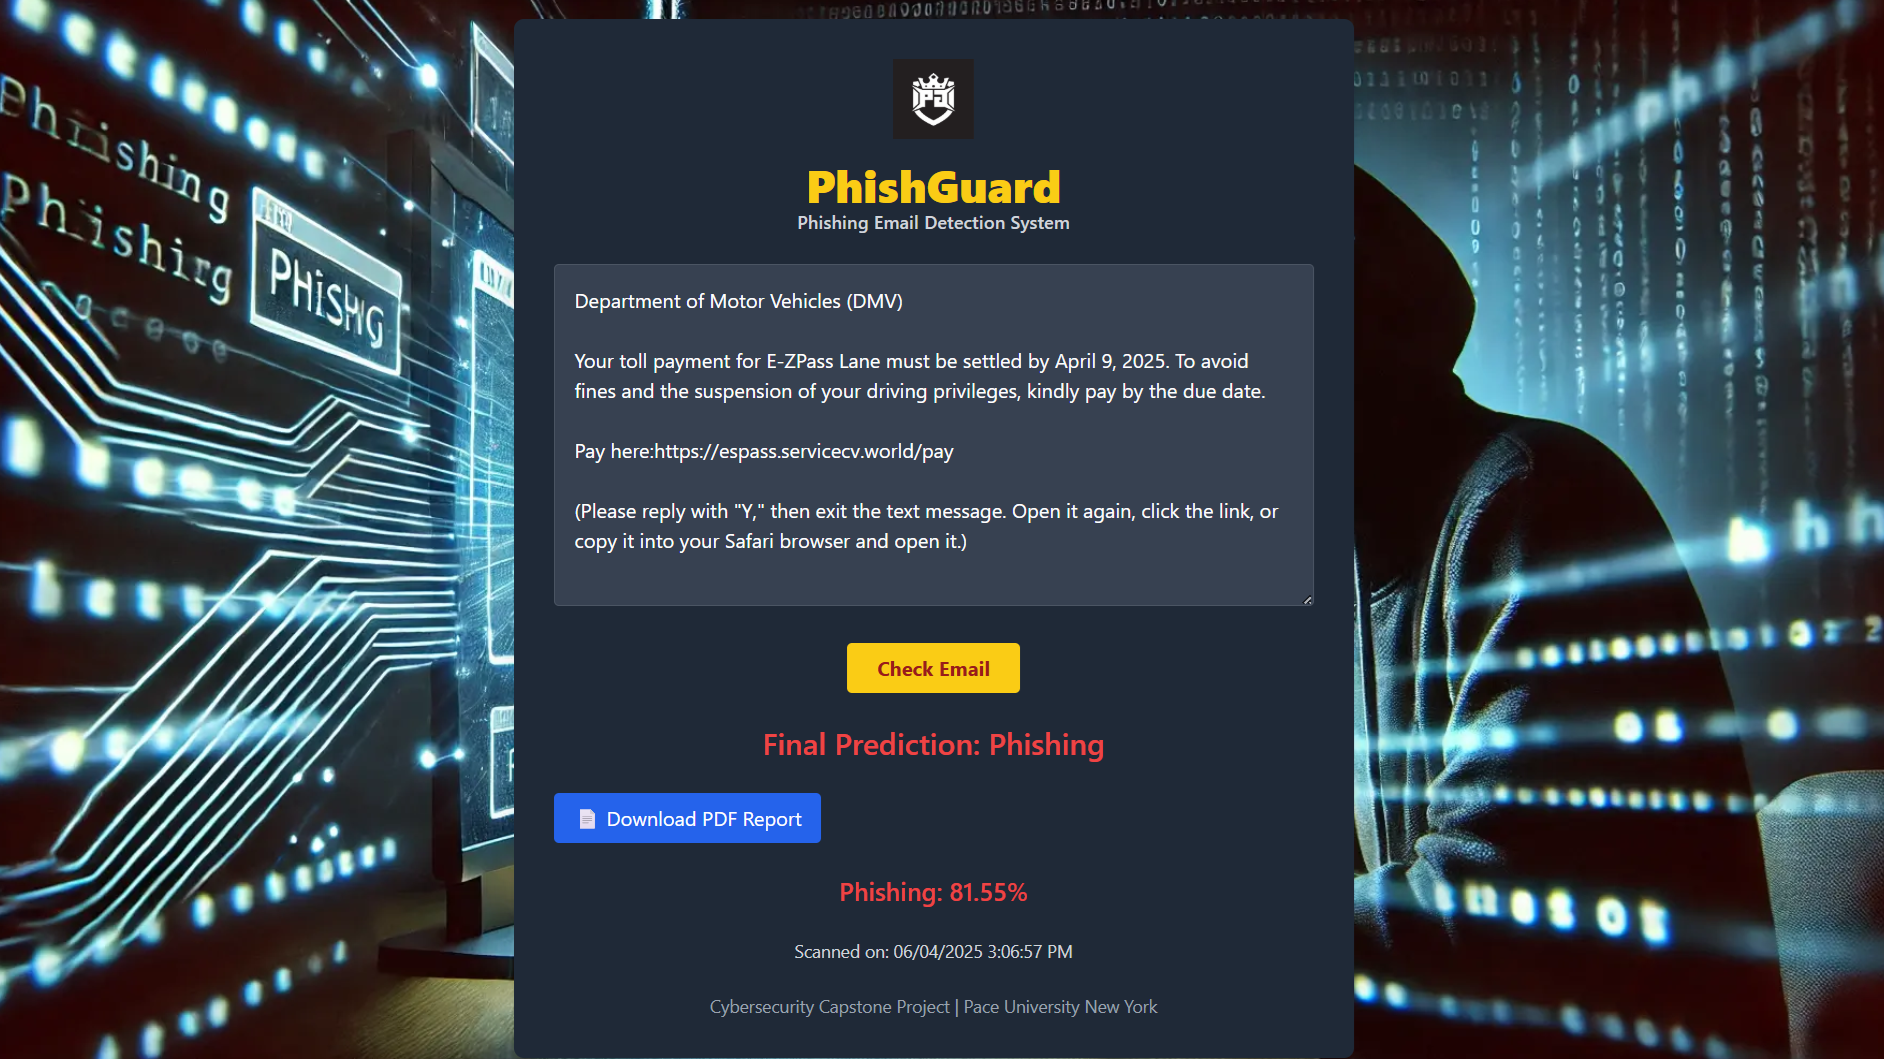 Phiishing
Phishirg
PHiSHNG
PJ
PhishGuard
Phishing Email Detection System
Department of Motor Vehicles (DMV)
Your toll payment for E-ZPass Lane must be settled by April 9, 2025. To avoid
fines and the suspension of your driving privileges, kindly pay by the due date.
Pay here:https://espass.servicecv.world/pay
(Please reply with "Y," then exit the text message. Open it again, click the link, or
copy it into your Safari browser and open it.)
Check Email
Final Prediction: Phishing
Download PDF Report
Phishing: 81.55%
Scanned on: 06/04/2025 3:06:57 PM
Cybersecurity Capstone Project | Pace University New York